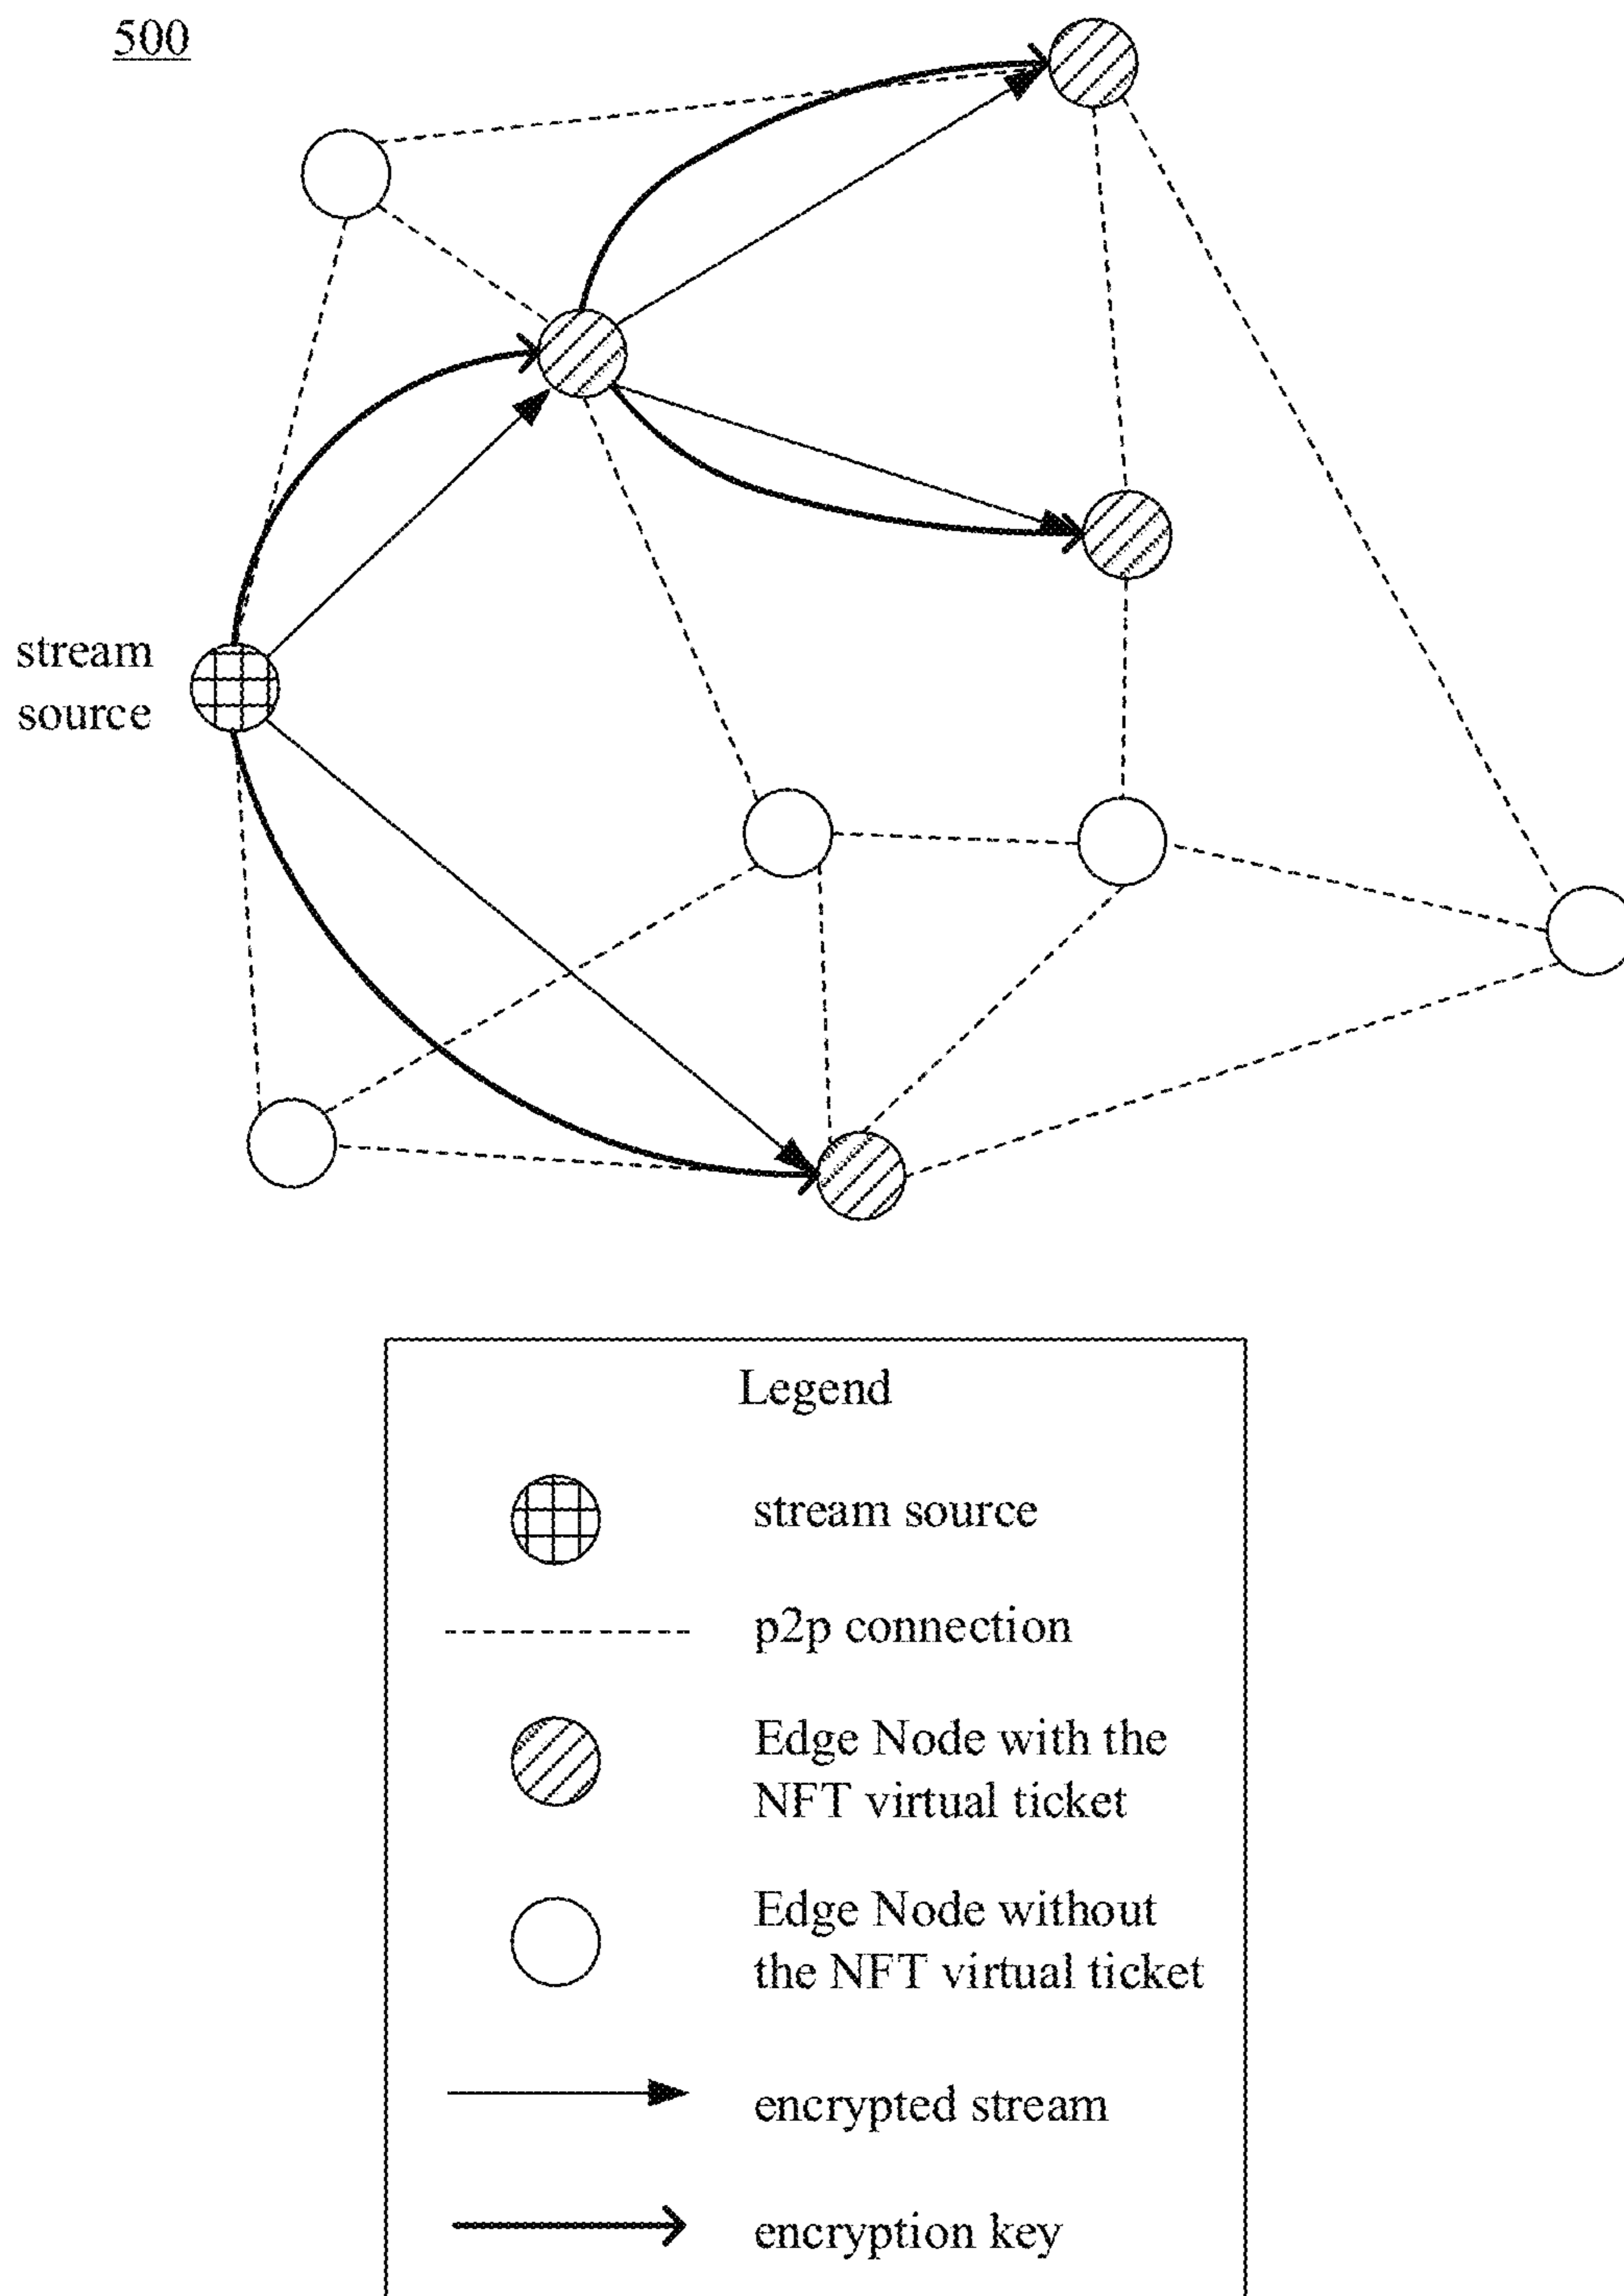 500
stream
source
Legend
stream source
p2p connection
Edge Node with the
NFT virtual ticket
Edge Node without
the NFT virtual ticket
encrypted stream
encryption key